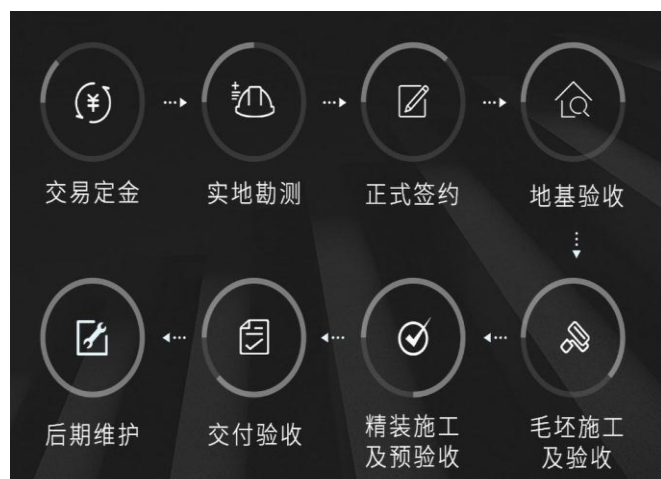 交易定金
实地勘测
正式签约
地基验收
毛坯施工
及验收
精装施工
及预验收
交付验收
后期维护